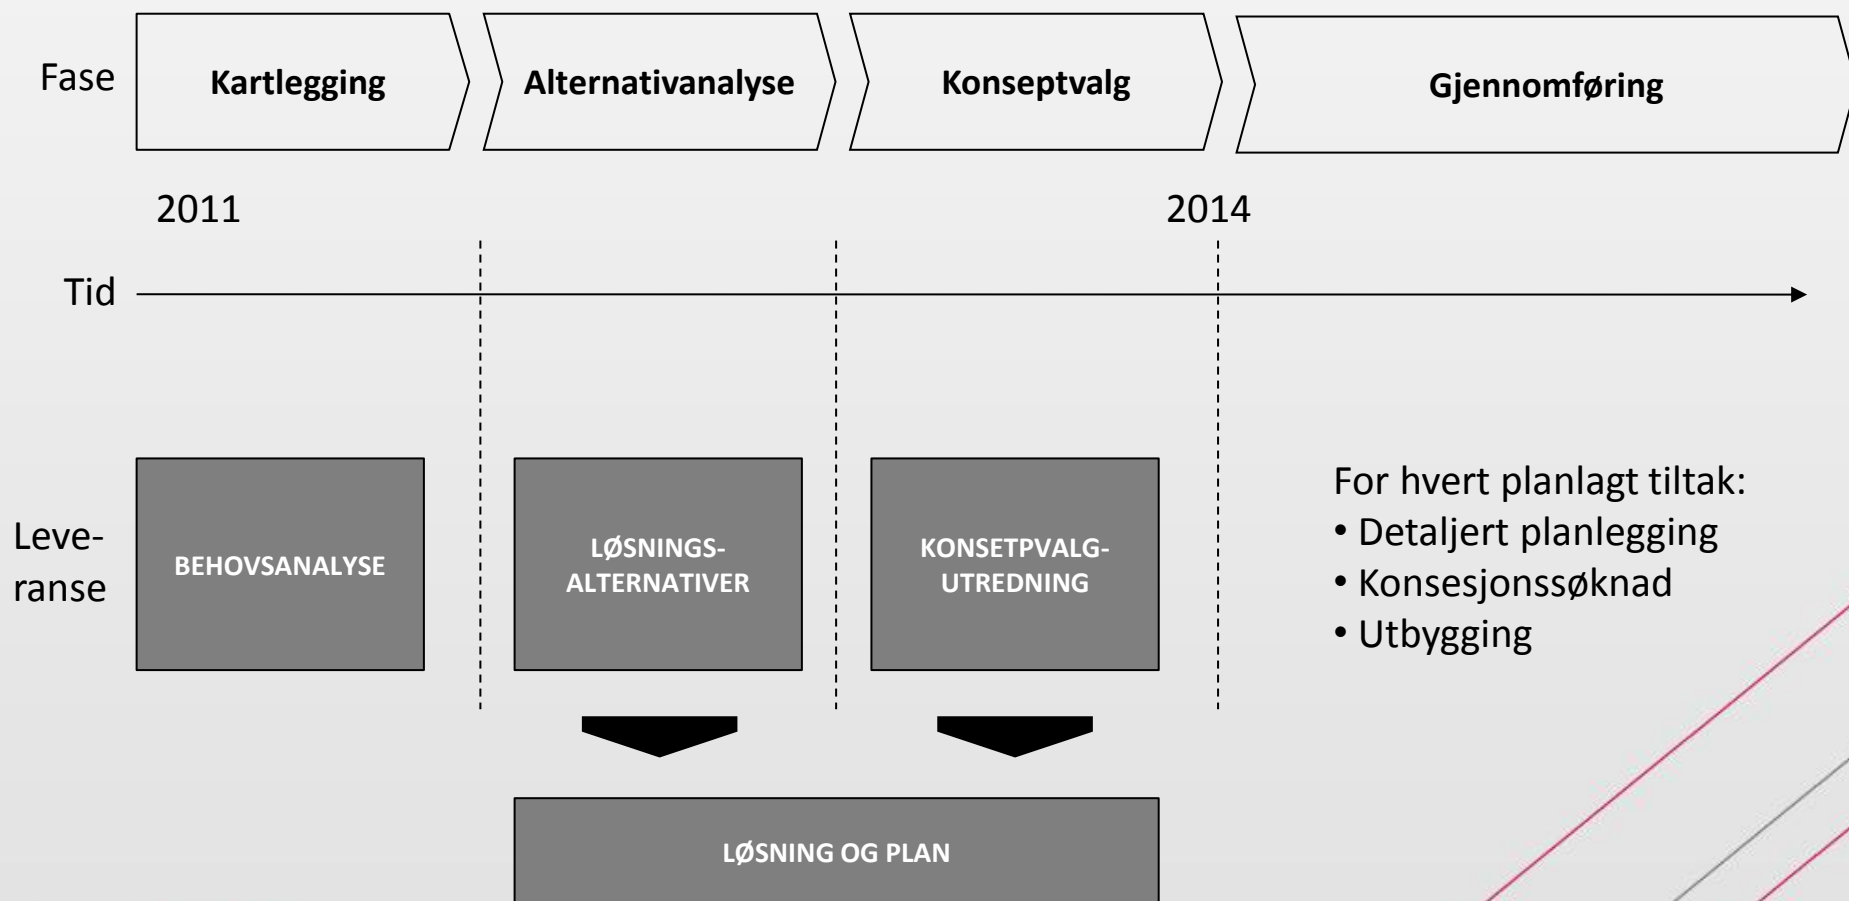 Fase
Kartlegging
Alternativanalyse
Konseptvalg
Gjennomføring
2011
2014
Tid
Leve-
ranse
BEHOVSANALYSE
LØSNINGS-
ALTERNATIVER
KONSETPVALG-
UTREDNING
For hvert planlagt tiltak:
• Detaljert planlegging
• Konsesjonssøknad
• Utbygging
LØSNING OG PLAN